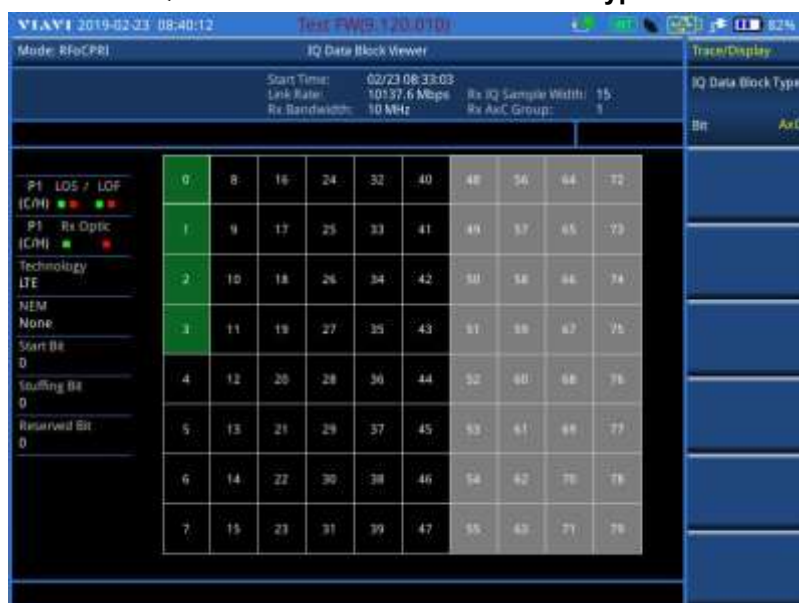 VIAVI 2019-02-23 08:40:12 Test FW(9.120.010) 82%
Mode: RFoCPRI IQ Data Block Viewer Trace/Display
Start Time: 02/23 08:33:03
Link Rate: 10137.6 Mbps Rx IQ Sample Width: 15
Rx Bandwidth: 10 MHz Rx AxC Group: 1
IQ Data Block Type
Bit AxC
P1 LOS / LOF
(C/H)
P1 Rx Optic
(C/H)
Technology
LTE
NEM
None
Start Bit
0
Stuffing Bit
0
Reserved Bit
0
0 8 16 24 32 40 48 56 64 72
1 9 17 25 33 41 49 57 65 73
2 10 18 26 34 42 50 58 66 74
3 11 19 27 35 43 51 59 67 75
4 12 20 28 36 44 52 60 68 76
5 13 21 29 37 45 53 61 69 77
6 14 22 30 38 46 54 62 70 78
7 15 23 31 39 47 55 63 71 79